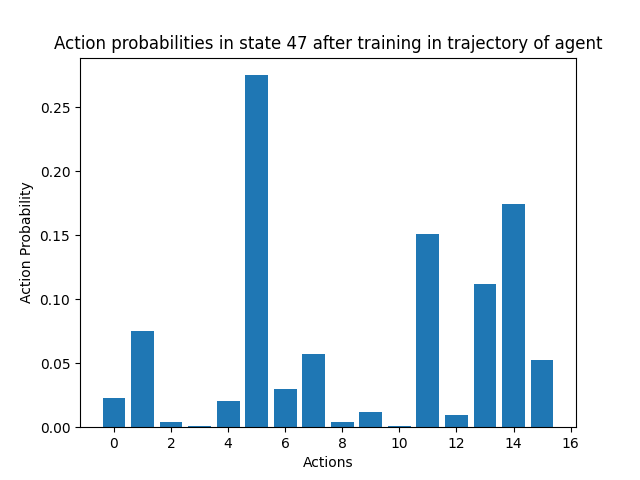 Action probabilities in state 47 after training in trajectory of agent
Action Probability
0.25
0.20
0.15
0.10
0.05
0.00
0 2 4 6 8 10 12 14 16
Actions